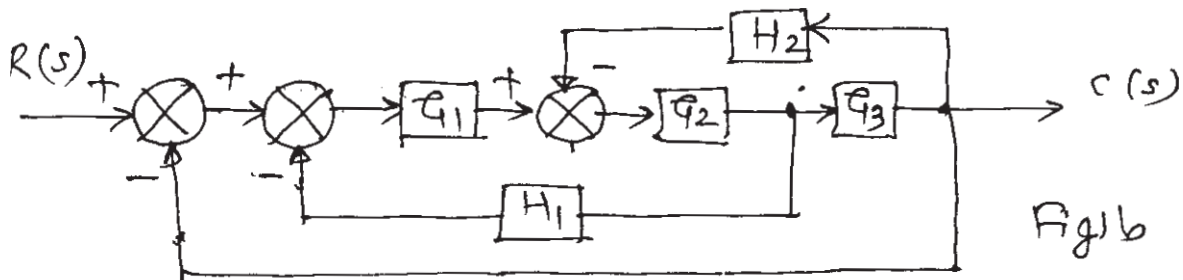 H2
R(s) + + + - C(s)
G1 G2 G3
- - H1
Fig1b